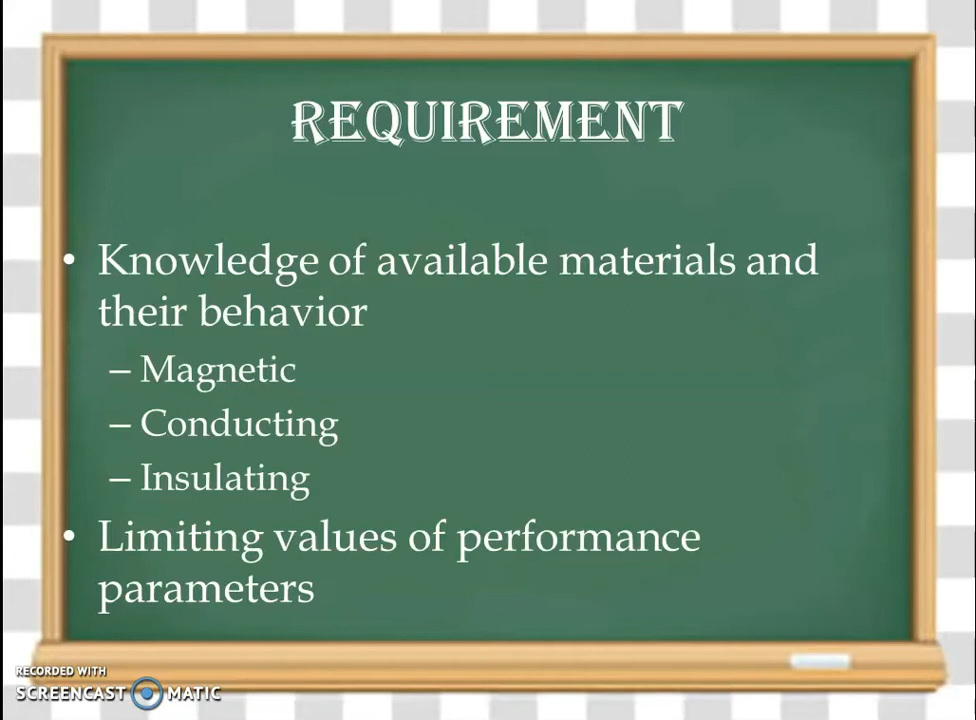 REQUIREMENT
• Knowledge of available materials and
their behavior
– Magnetic
– Conducting
– Insulating
• Limiting values of performance
parameters
RECORDED WITH
SCREENCAST MATIC